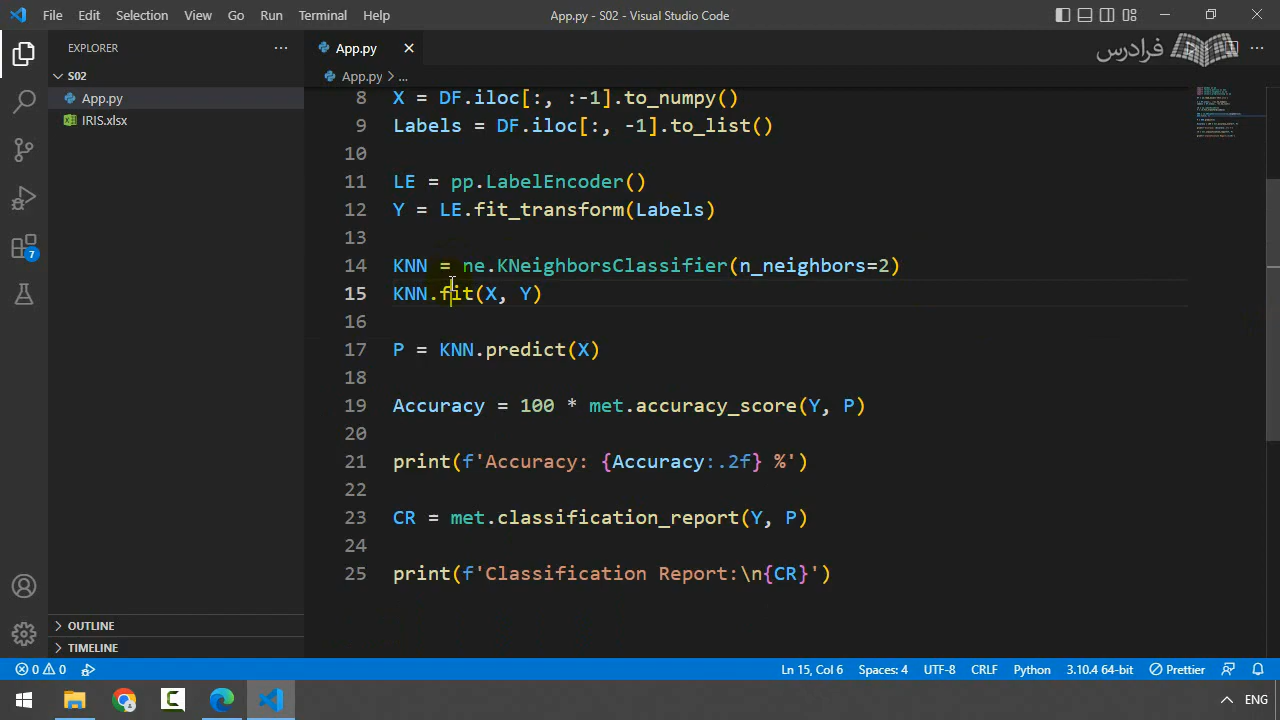 File Edit Selection View Go Run Terminal Help
App.py - S02 - Visual Studio Code
EXPLORER
S02
App.py
IRIS.xlsx
OUTLINE
TIMELINE
7
App.py
فرادرس
App.py > ...
8 X = DF.iloc[:, :-1].to_numpy()
9 Labels = DF.iloc[:, -1].to_list()
10
11 LE = pp.LabelEncoder()
12 Y = LE.fit_transform(Labels)
13
14 KNN = ne.KNeighborsClassifier(n_neighbors=2)
15 KNN.fit(X, Y)
16
17 P = KNN.predict(X)
18
19 Accuracy = 100 * met.accuracy_score(Y, P)
20
21 print(f'Accuracy: {Accuracy:.2f} %')
22
23 CR = met.classification_report(Y, P)
24
25 print(f'Classification Report:\n{CR}')
0 0
Ln 15, Col 6 Spaces: 4 UTF-8 CRLF Python 3.10.4 64-bit Prettier
ENG